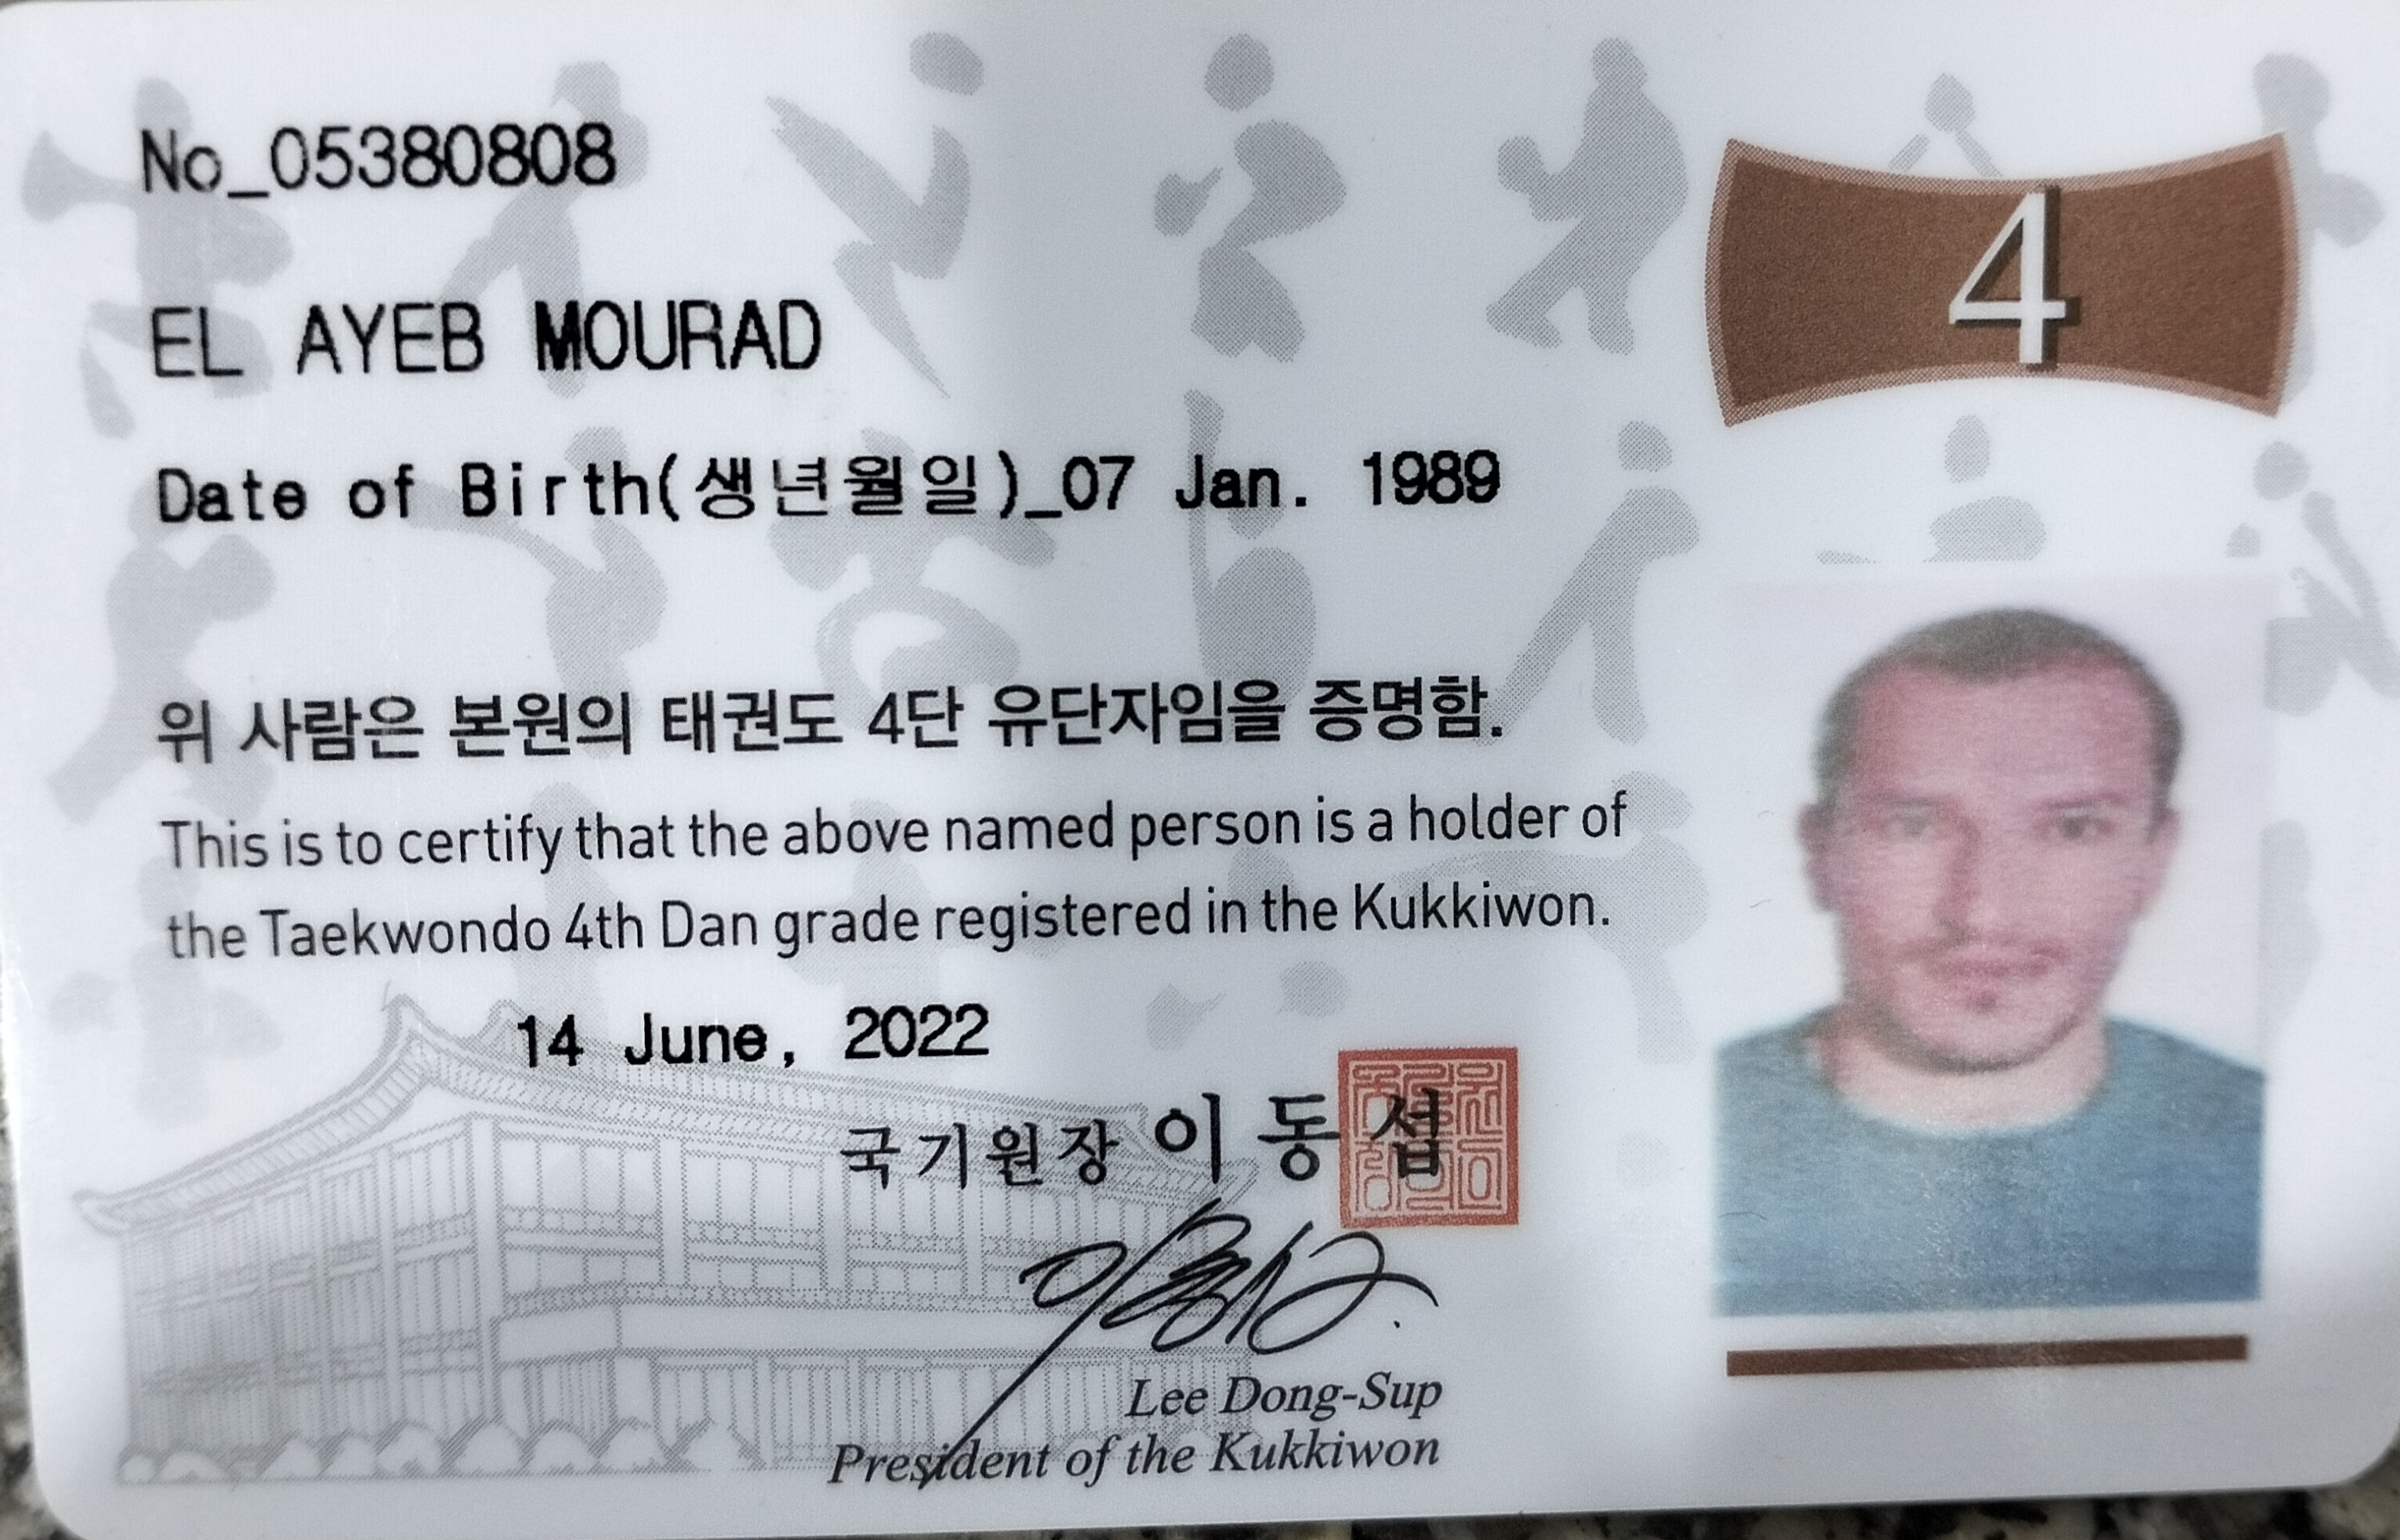 No_05380808
4
EL AYEB MOURAD
Date of Birth(생년월일)_07 Jan. 1989
위 사람은 본원의 태권도 4단 유단자임을 증명함.
This is to certify that the above named person is a holder of
the Taekwondo 4th Dan grade registered in the Kukkiwon.
14 June, 2022
국기원장 이동섭
Lee Dong-Sup
President of the Kukkiwon